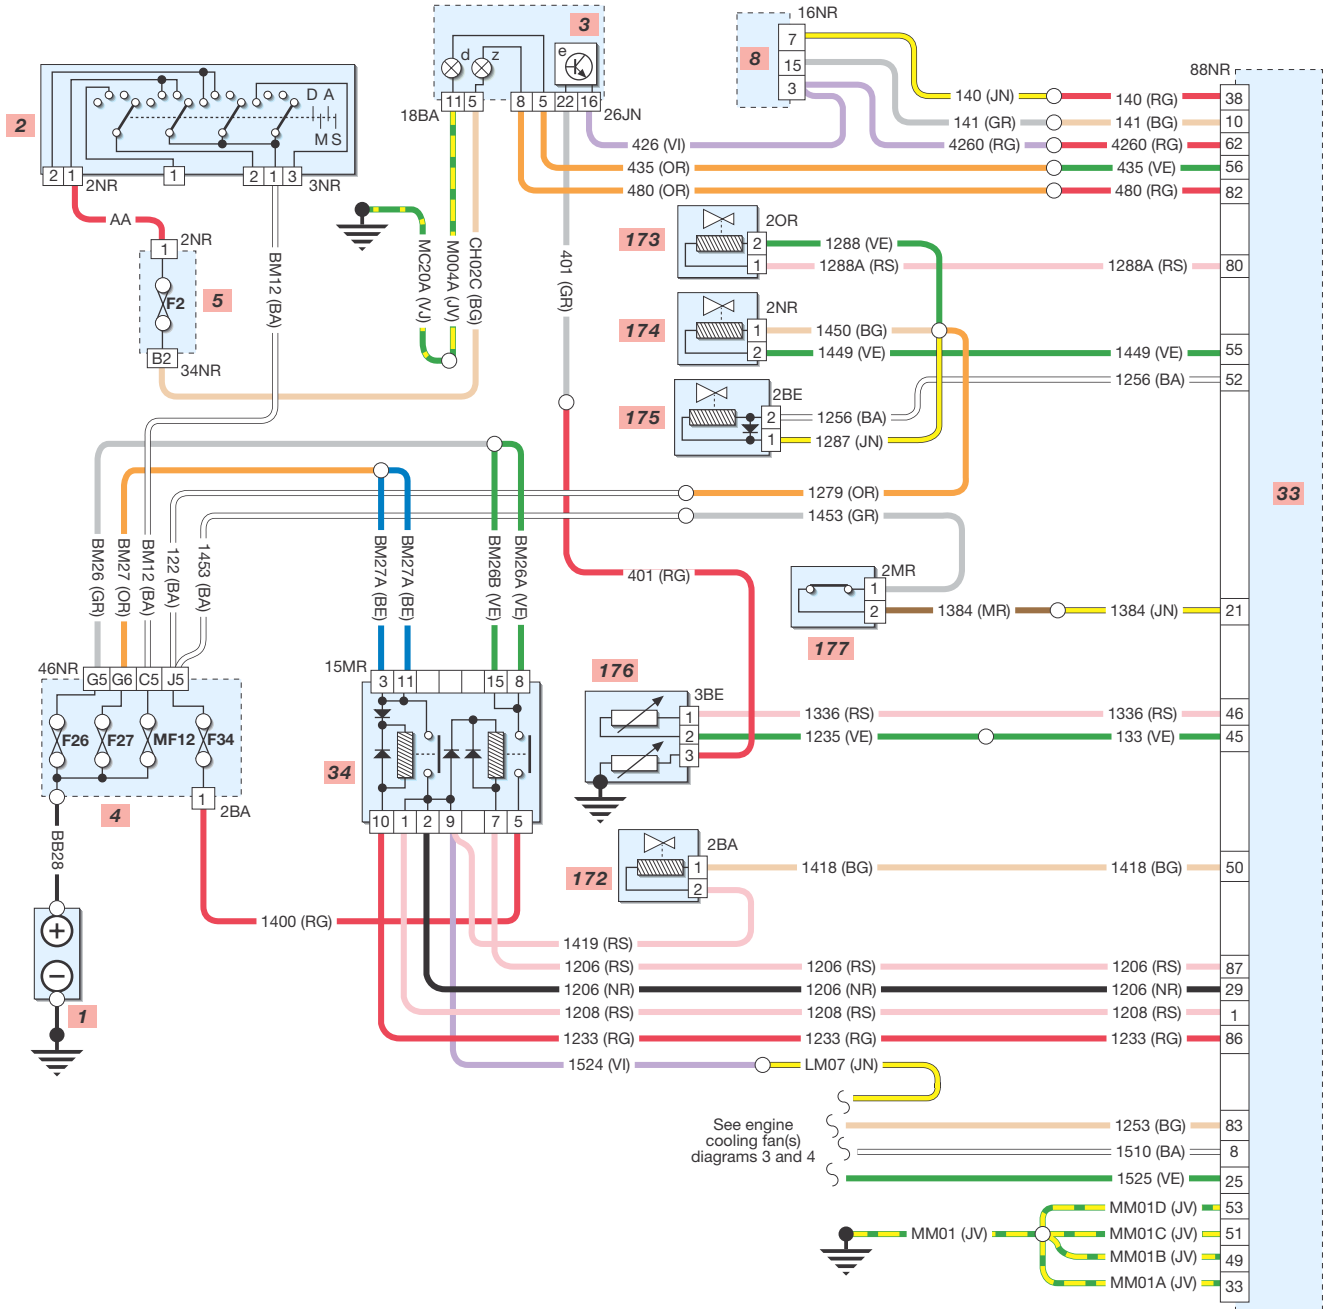 3
16NR
7
8
15
3
88NR
e
d
z
D A
M S
2
11
5
8
5
22
16
18BA
26JN
2
1
2NR
1
2
1
3
3NR
140 (JN)
140 (RG)
38
141 (GR)
141 (BG)
10
426 (VI)
4260 (RG)
4260 (RG)
62
435 (OR)
435 (VE)
56
480 (OR)
480 (RG)
82
AA
2NR
1
F2
5
B2
34NR
BM12 (BA)
MC20A (VJ)
M004A (JV)
CH02C (BG)
401 (GR)
173
2OR
2
1
1288 (VE)
1288A (RS)
1288A (RS)
80
174
2NR
1
2
1450 (BG)
1449 (VE)
1449 (VE)
55
175
2BE
2
1
1256 (BA)
1256 (BA)
52
1287 (JN)
1279 (OR)
1453 (GR)
33
BM26 (GR)
BM27 (OR)
BM12 (BA)
122 (BA)
1453 (BA)
BM27A (BE)
BM27A (BE)
BM26B (VE)
BM26A (VE)
401 (RG)
2MR
1
2
177
1384 (MR)
1384 (JN)
21
46NR
G5
G6
C5
J5
F26
F27
MF12
F34
4
1
2BA
15MR
3
11
15
8
34
10
1
2
9
7
5
176
3BE
1
2
3
1336 (RS)
1336 (RS)
46
1235 (VE)
133 (VE)
45
BB28
1
1400 (RG)
172
2BA
1
2
1418 (BG)
1418 (BG)
50
1419 (RS)
1206 (RS)
1206 (RS)
1206 (RS)
87
1206 (NR)
1206 (NR)
1206 (NR)
29
1208 (RS)
1208 (RS)
1208 (RS)
1
1233 (RG)
1233 (RG)
1233 (RG)
86
1524 (VI)
LM07 (JN)
See engine
cooling fan(s)
diagrams 3 and 4
1253 (BG)
83
1510 (BA)
8
1525 (VE)
25
MM01 (JV)
MM01D (JV)
53
MM01C (JV)
51
MM01B (JV)
49
MM01A (JV)
33